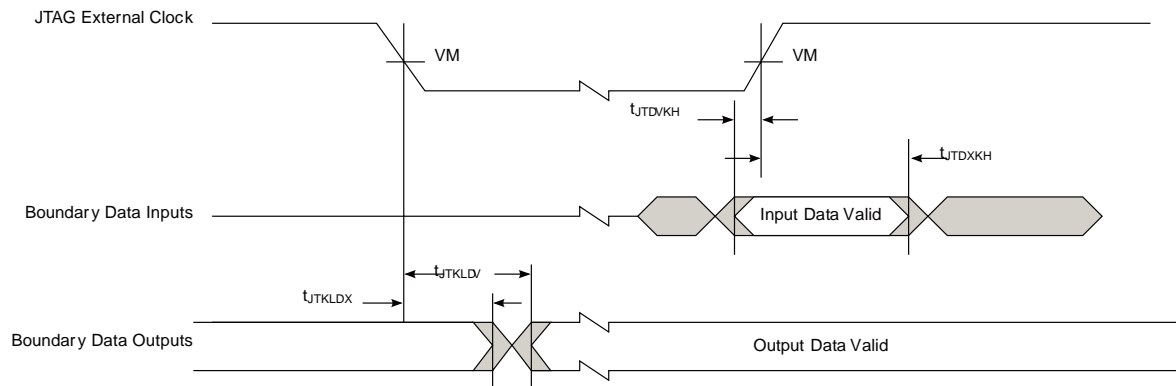 JTAG External Clock
VM
VM
tJTDVKH
tJTDXKH
Boundary Data Inputs
Input Data Valid
tJTKLDV
tJTKLDX
Boundary Data Outputs
Output Data Valid